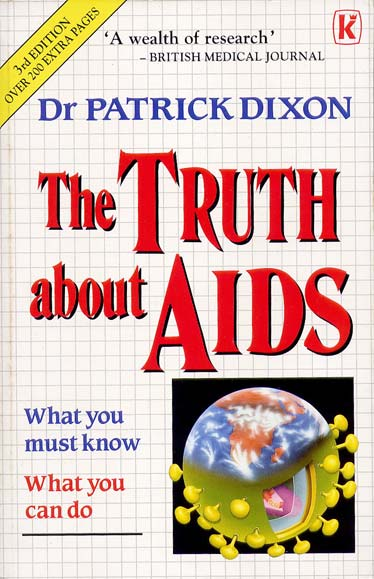 3rd EDITION
OVER 200 EXTRA PAGES
‘A wealth of research’
– BRITISH MEDICAL JOURNAL
K
Dr PATRICK DIXON
The TRUTH
about AIDS
What you
must know
What you
can do